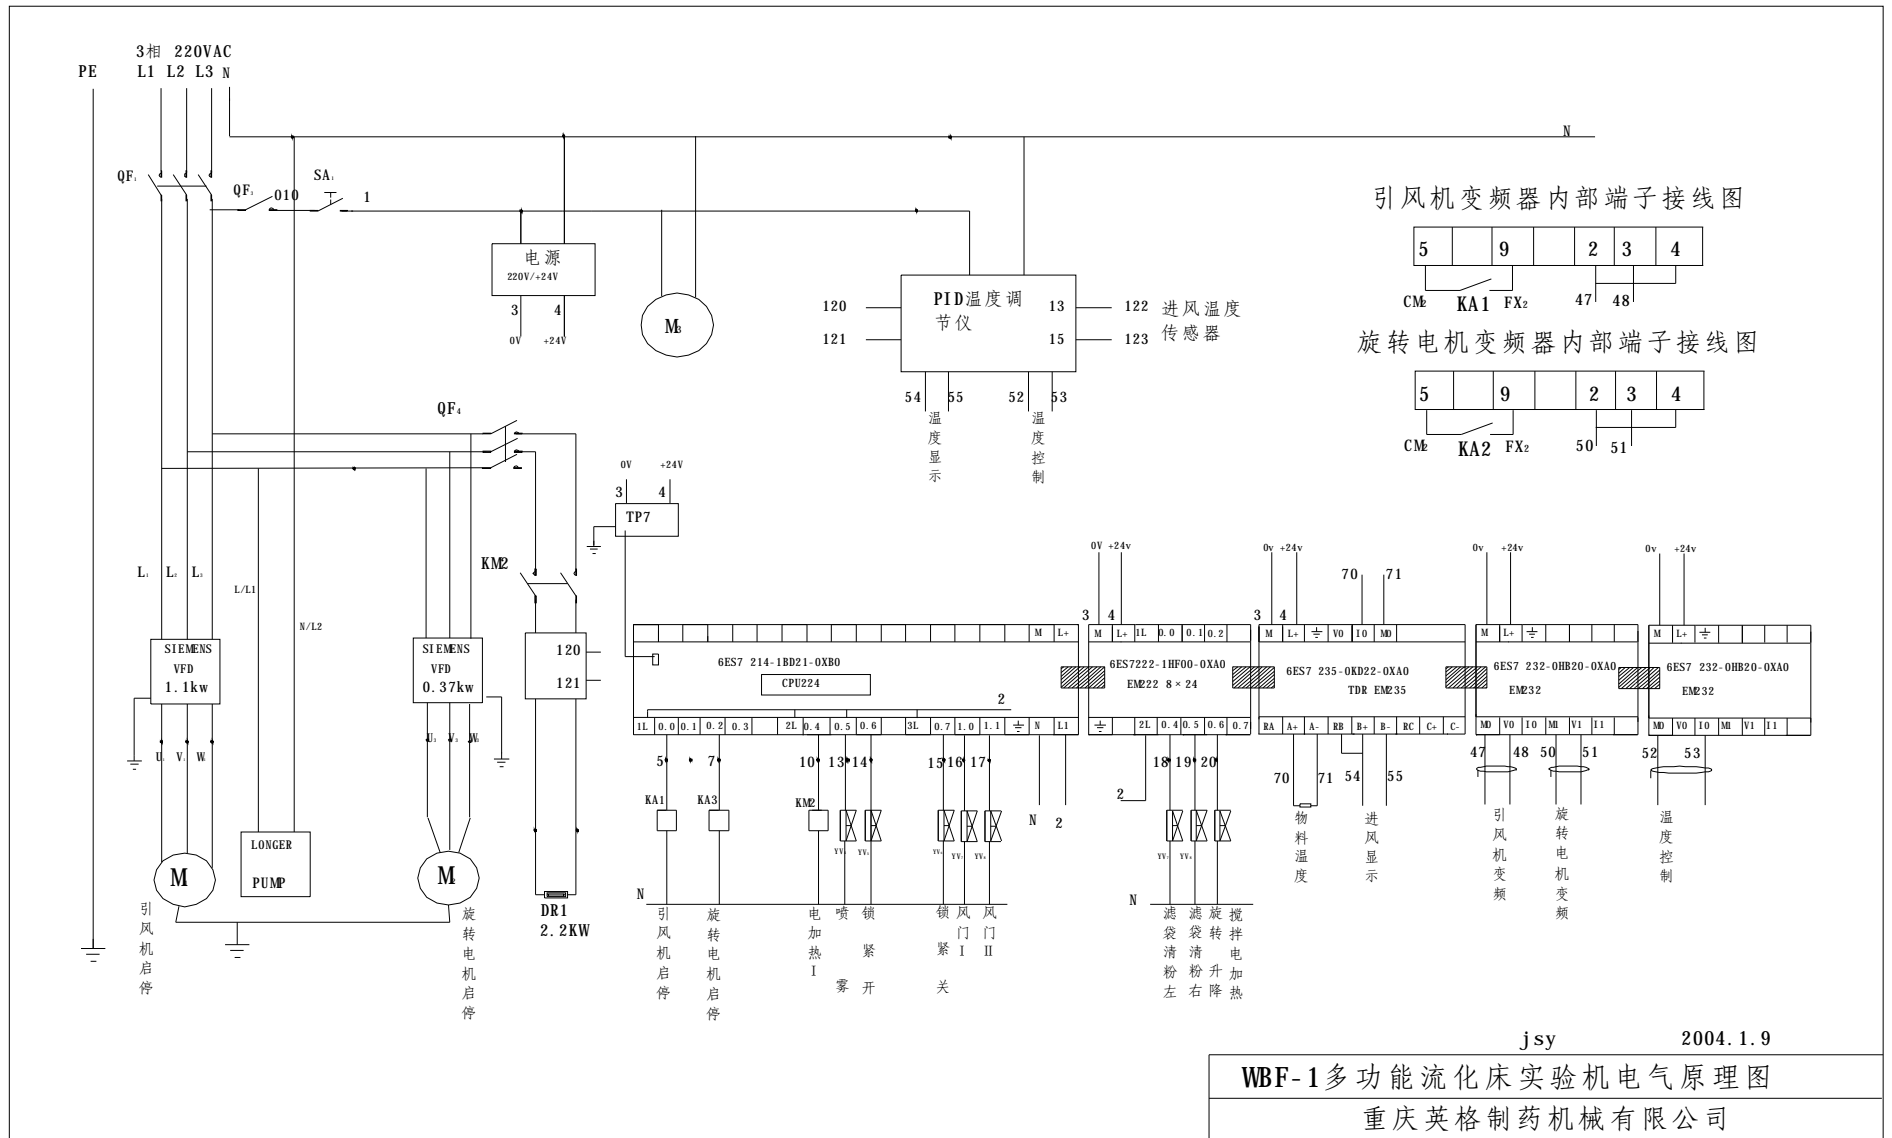 3相 220VAC
PE L1 L2 L3 N
N
QF1
QF1 010
SA1
1
电源
220V/+24V
3 4
0V +24V
M3
PID温度调
节仪
120
121
13
15
122
123
进风温度
传感器
54 55
52 53
温度显示
温度控制
引风机变频器内部端子接线图
5 9 2 3 4
CM2 KA1 FX2 47 48
旋转电机变频器内部端子接线图
5 9 2 3 4
CM2 KA2 FX2 50 51
QF4
0V +24V
3 4
TP7
KM2
L1 L2 L3
L/L1
N/L2
SIEMENS
VFD
1.1kw
SIEMENS
VFD
0.37kw
120
121
U1 V1 W1
U2 V2 W2
M
LONGER
PUMP
M2
DR1
2.2KW
引风机启停
旋转电机启停
M L+
6ES7 214-1BD21-0XB0
CPU224
2
1L 0.0 0.1 0.2 0.3 2L 0.4 0.5 0.6 3L 0.7 1.0 1.1 N L1
5 7 10 13 14 15 16 17
KA1 KA3 KM2
N 2
N
引风机启停
旋转电机启停
电加热I
喷雾
锁紧开
锁紧关
风门I
风门II
0V +24v
3 4
M L+ 1L 0.0 0.1 0.2
6ES7222-1HF00-0XA0
EM222 8×24
2L 0.4 0.5 0.6 0.7
18 19 20
2
N
滤袋清粉左
滤袋清粉右
旋转升降
搅拌电加热
0v +24v
3 4
70 71
M L+ V0 I0 M0
6ES7 235-0KD22-0XA0
TDR EM235
RA A+ A- RB B+ B- RC C+ C-
70 71 54 55
物料温度
进风显示
0v +24v
M L+
6ES7 232-0HB20-0XA0
EM232
M0 V0 I0 M1 V1 I1
47 48 50 51
引风机变频
旋转电机变频
0v +24v
M L+
6ES7 232-0HB20-0XA0
EM232
M0 V0 I0 M1 V1 I1
52 53
温度控制
jsy 2004.1.9
WBF-1多功能流化床实验机电气原理图
重庆英格制药机械有限公司